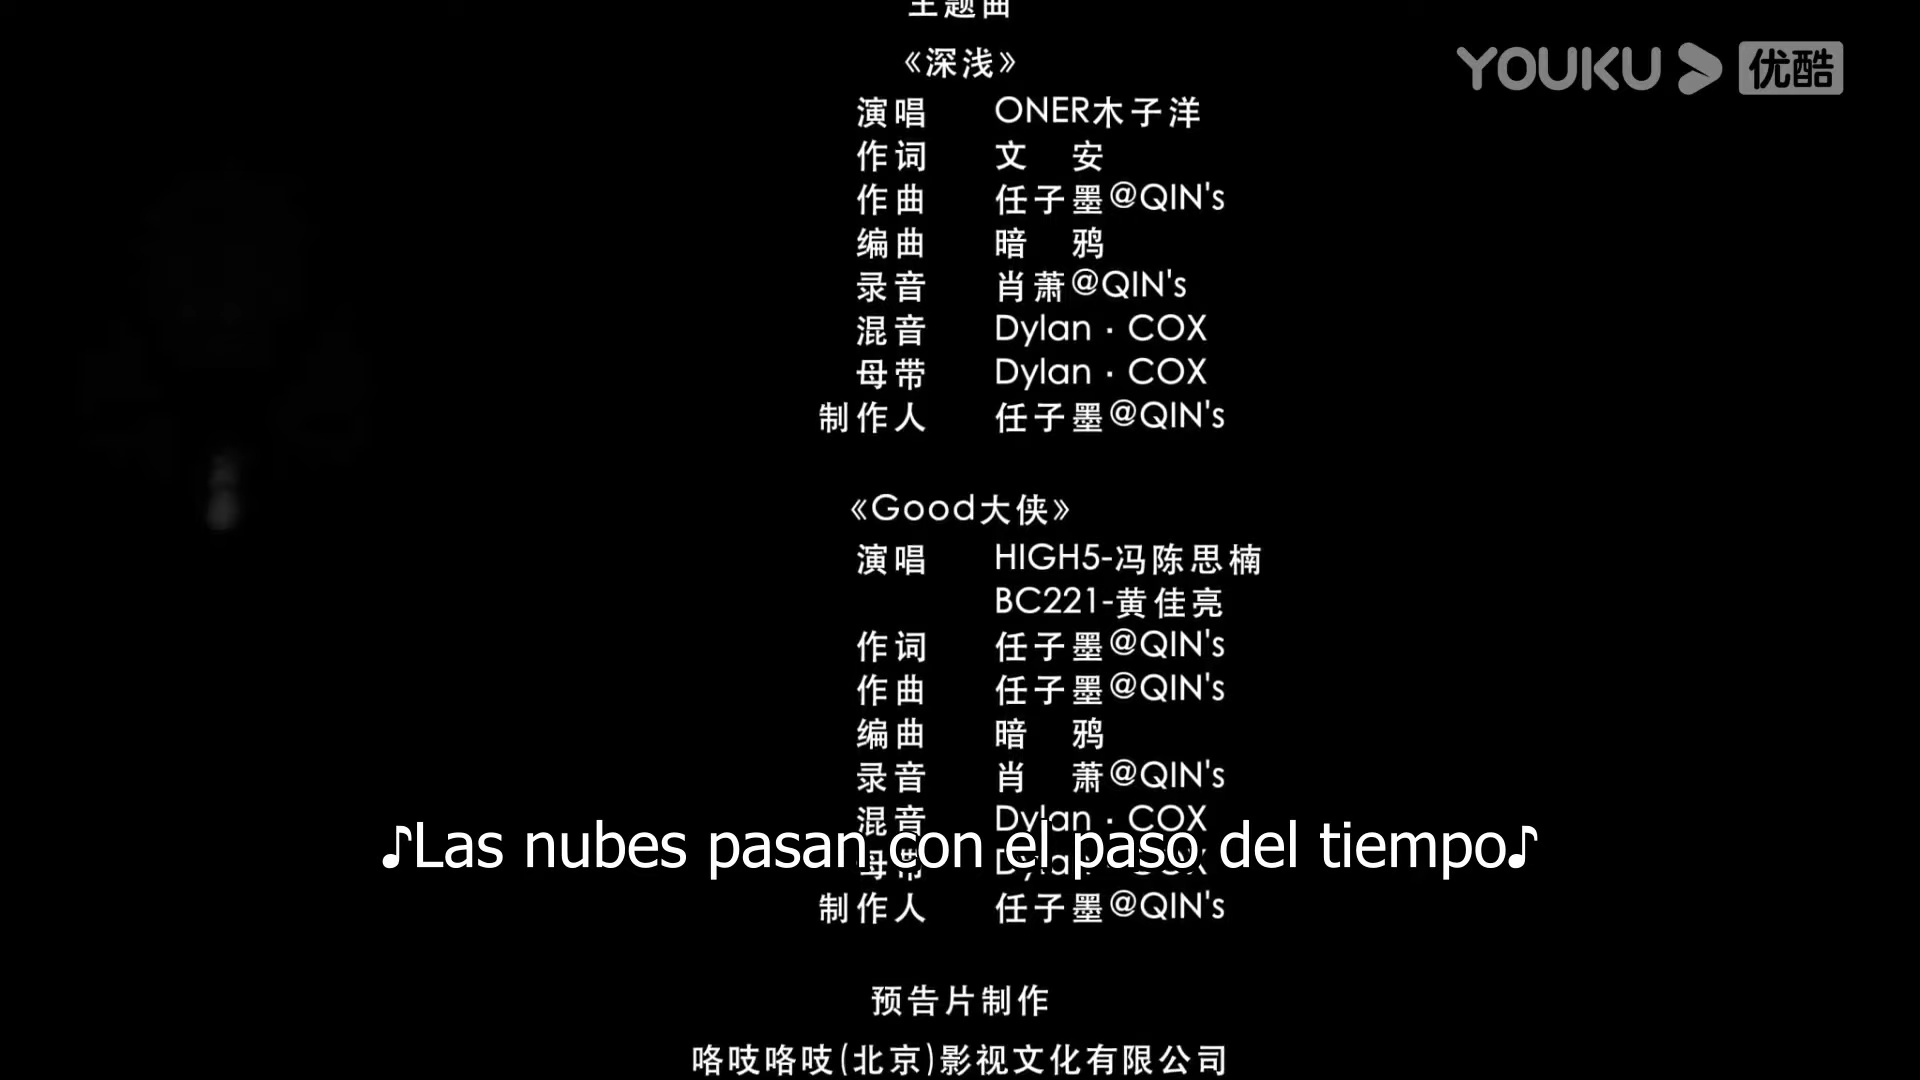 主题曲
《深浅》
YOUKU 优酷
演唱 ONER木子洋
作词 文 安
作曲 任子墨@QIN's
编曲 暗 鸦
录音 肖萧@QIN's
混音 Dylan · COX
母带 Dylan · COX
制作人 任子墨@QIN's
《Good大侠》
演唱 HIGH5-冯陈思楠
BC221-黄佳亮
作词 任子墨@QIN's
作曲 任子墨@QIN's
编曲 暗 鸦
录音 肖 萧@QIN's
混音 Dylan · COX
♪Las nubes pasan con el paso del tiempo♪
母带 Dylan · COX
制作人 任子墨@QIN's
预告片制作
咯吱咯吱(北京)影视文化有限公司